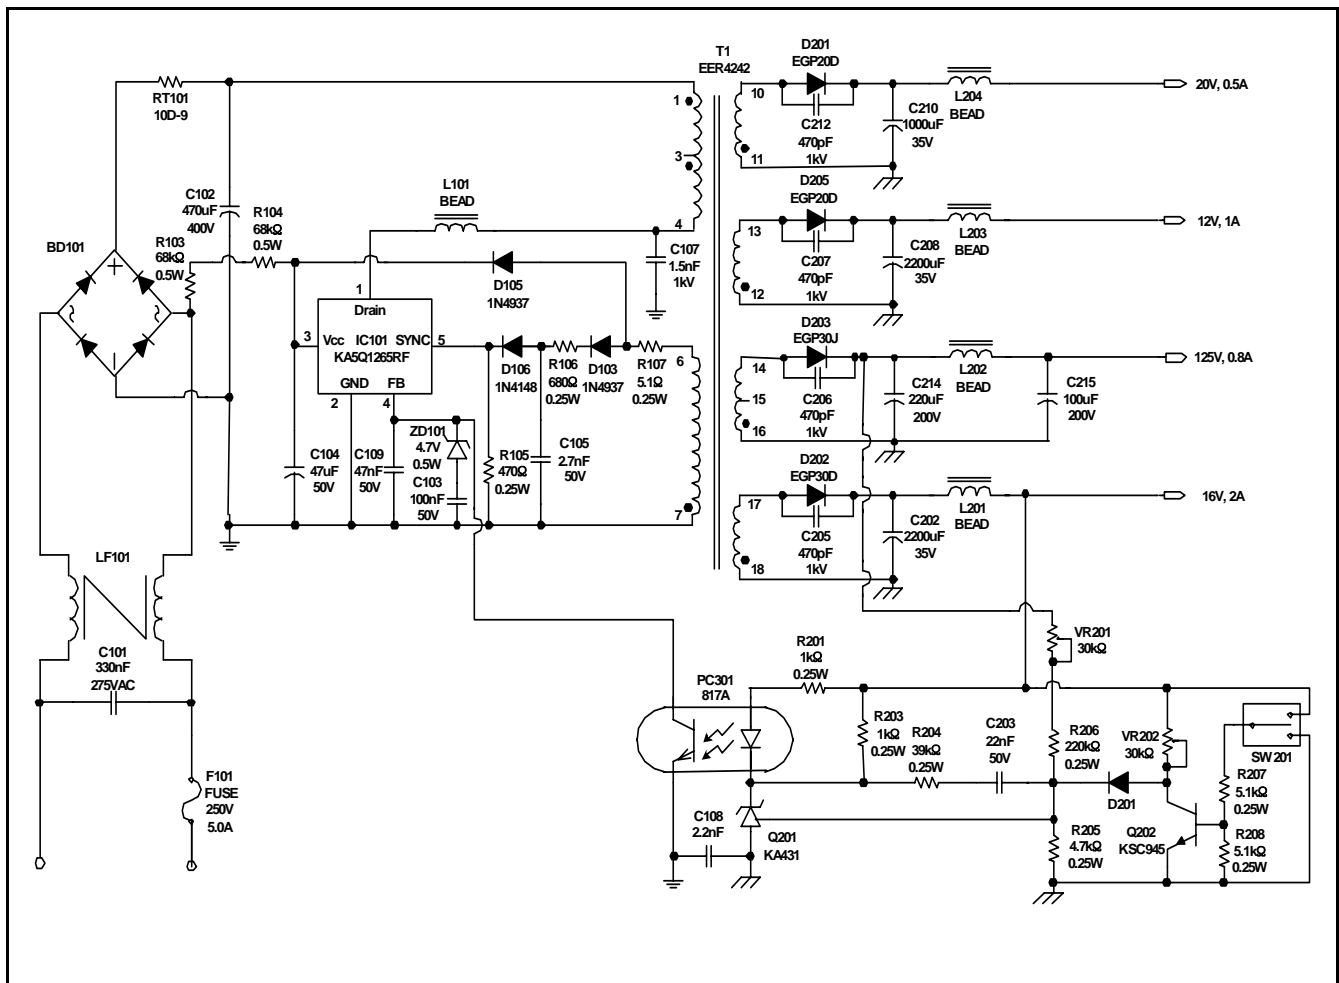 T1
EER4242
D201
EGP20D
RT101
10D-9
1
3
4
10
11
C212
470pF
1kV
C210
1000uF
35V
L204
BEAD
20V, 0.5A
C102
470uF
400V
R104
68kΩ
0.5W
R103
68kΩ
0.5W
BD101
L101
BEAD
C107
1.5nF
1kV
D105
1N4937
D205
EGP20D
13
12
C207
470pF
1kV
C208
2200uF
35V
L203
BEAD
12V, 1A
1
Drain
3
Vcc
IC101
SYNC
5
KA5Q1265RF
GND
FB
2
4
D106
1N4148
R106
680Ω
0.25W
D103
1N4937
R107
5.1Ω
0.25W
6
7
D203
EGP30J
14
15
16
C206
470pF
1kV
C214
220uF
200V
L202
BEAD
C215
100uF
200V
125V, 0.8A
C104
47uF
50V
C109
47nF
50V
ZD101
4.7V
0.5W
C103
100nF
50V
R105
470Ω
0.25W
C105
2.7nF
50V
D202
EGP30D
17
18
C205
470pF
1kV
C202
2200uF
35V
L201
BEAD
16V, 2A
LF101
C101
330nF
275VAC
F101
FUSE
250V
5.0A
PC301
817A
R201
1kΩ
0.25W
R203
1kΩ
0.25W
R204
39kΩ
0.25W
C203
22nF
50V
VR201
30kΩ
R206
220kΩ
0.25W
VR202
30kΩ
SW201
D201
R207
5.1kΩ
0.25W
C108
2.2nF
Q201
KA431
R205
4.7kΩ
0.25W
Q202
KSC945
R208
5.1kΩ
0.25W